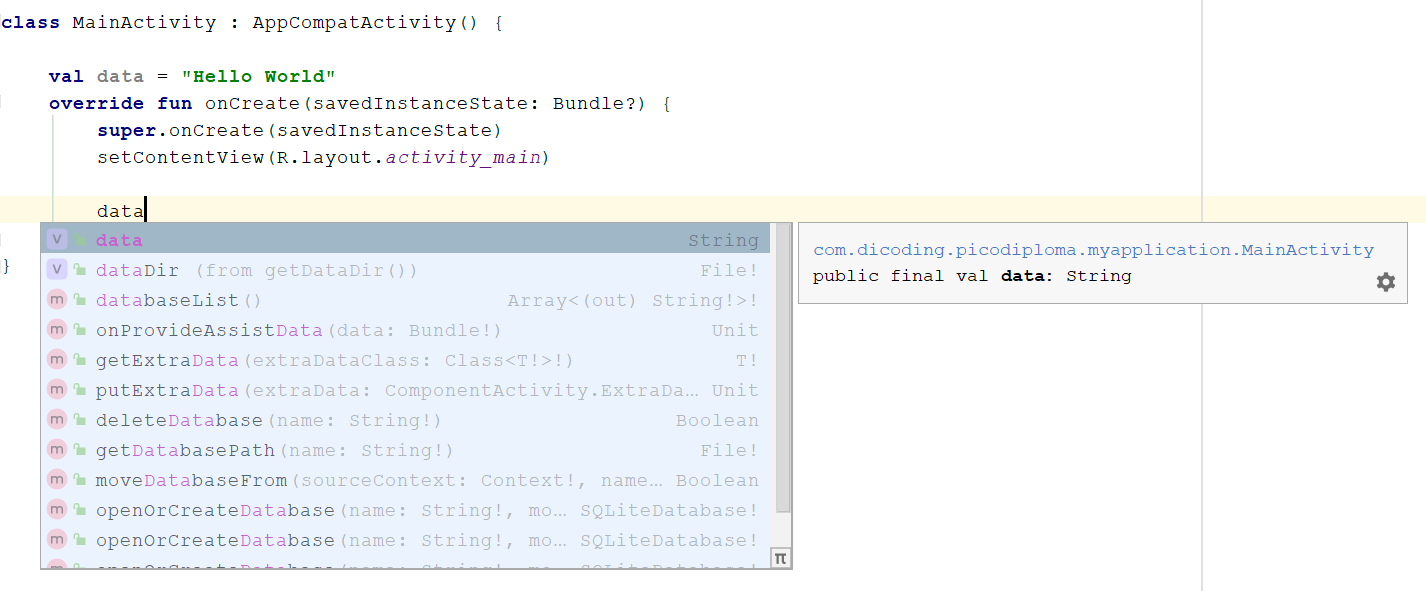 class MainActivity : AppCompatActivity() {
val data = "Hello World"
override fun onCreate(savedInstanceState: Bundle?) {
super.onCreate(savedInstanceState)
setContentView(R.layout.activity_main)
data
}
v data String
v dataDir (from getDataDir()) File!
m databaseList() Array<(out) String!>!
m onProvideAssistData(data: Bundle!) Unit
m getExtraData(extraDataClass: Class<T!>!) T!
m putExtraData(extraData: ComponentActivity.ExtraDa… Unit
m deleteDatabase(name: String!) Boolean
m getDatabasePath(name: String!) File!
m moveDatabaseFrom(sourceContext: Context!, name… Boolean
m openOrCreateDatabase(name: String!, mo… SQLiteDatabase!
m openOrCreateDatabase(name: String!, mo… SQLiteDatabase!
π
com.dicoding.picodiploma.myapplication.MainActivity
public final val data: String